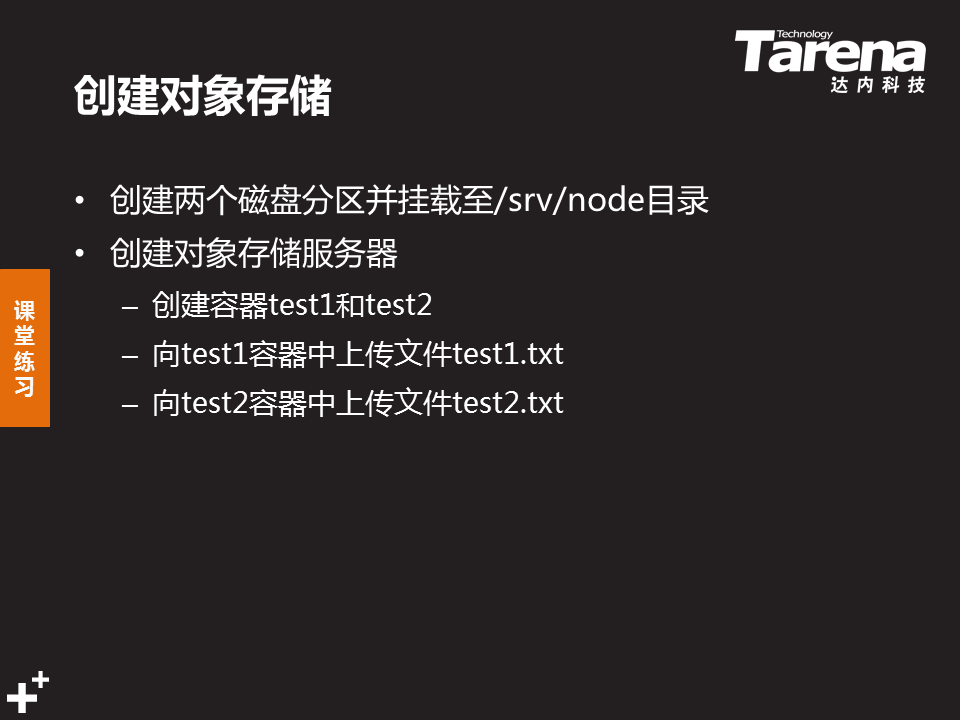 Technology
Tarena
达内科技
创建对象存储
• 创建两个磁盘分区并挂载至/srv/node目录
• 创建对象存储服务器
– 创建容器test1和test2
– 向test1容器中上传文件test1.txt
– 向test2容器中上传文件test2.txt
课堂练习